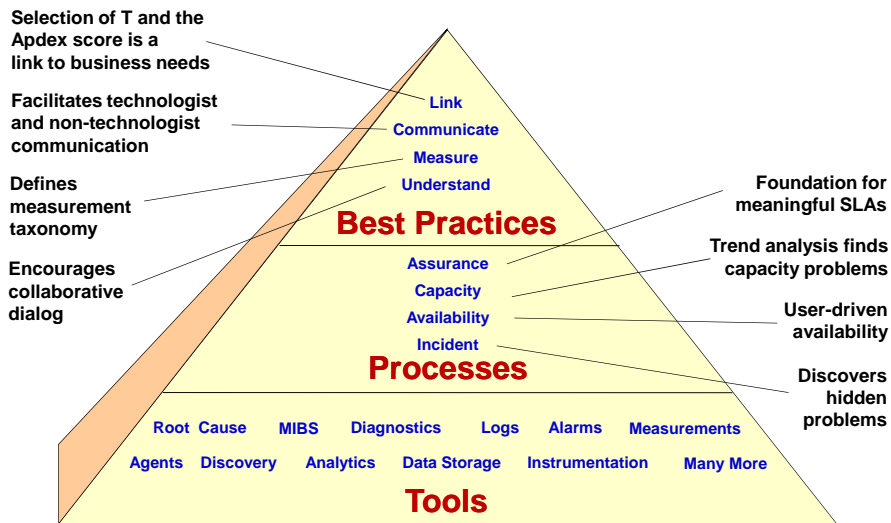 Selection of T and the
Apdex score is a
link to business needs
Facilitates technologist
and non-technologist
communication
Defines
measurement
taxonomy
Encourages
collaborative
dialog
Link
Communicate
Measure
Understand
Best Practices
Assurance
Capacity
Availability
Incident
Processes
Foundation for
meaningful SLAs
Trend analysis finds
capacity problems
User-driven
availability
Discovers
hidden
problems
Root Cause MIBS Diagnostics Logs Alarms Measurements
Agents Discovery Analytics Data Storage Instrumentation Many More
Tools